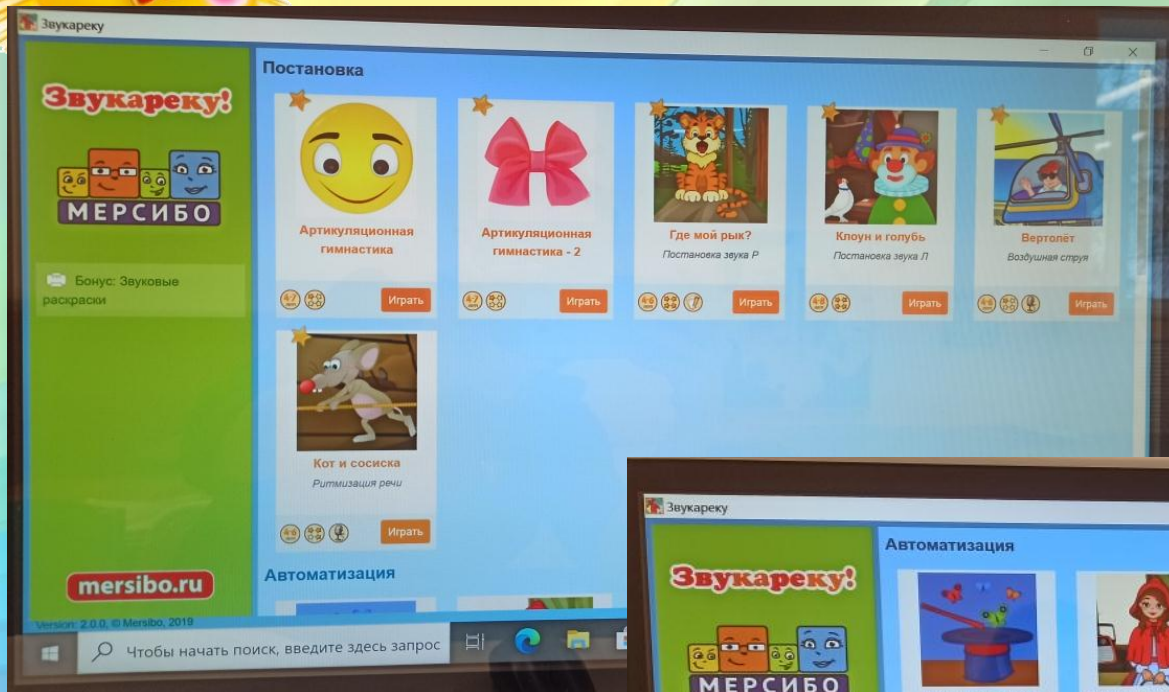 Звукареку
Звукареку!
МЕРСИБО
Бонус: Звуковые
раскраски
mersibo.ru
Version: 2.0.0, © Mersibo, 2019
Постановка
Артикуляционная
гимнастика
Играть
Артикуляционная
гимнастика - 2
Играть
Где мой рык?
Постановка звука Р
Играть
Клоун и голубь
Постановка звука Л
Играть
Вертолёт
Воздушная струя
Играть
Кот и сосиска
Ритмизация речи
Играть
Автоматизация
Чтобы начать поиск, введите здесь запрос
Звукареку
Звукареку!
МЕРСИБО
Автоматизация